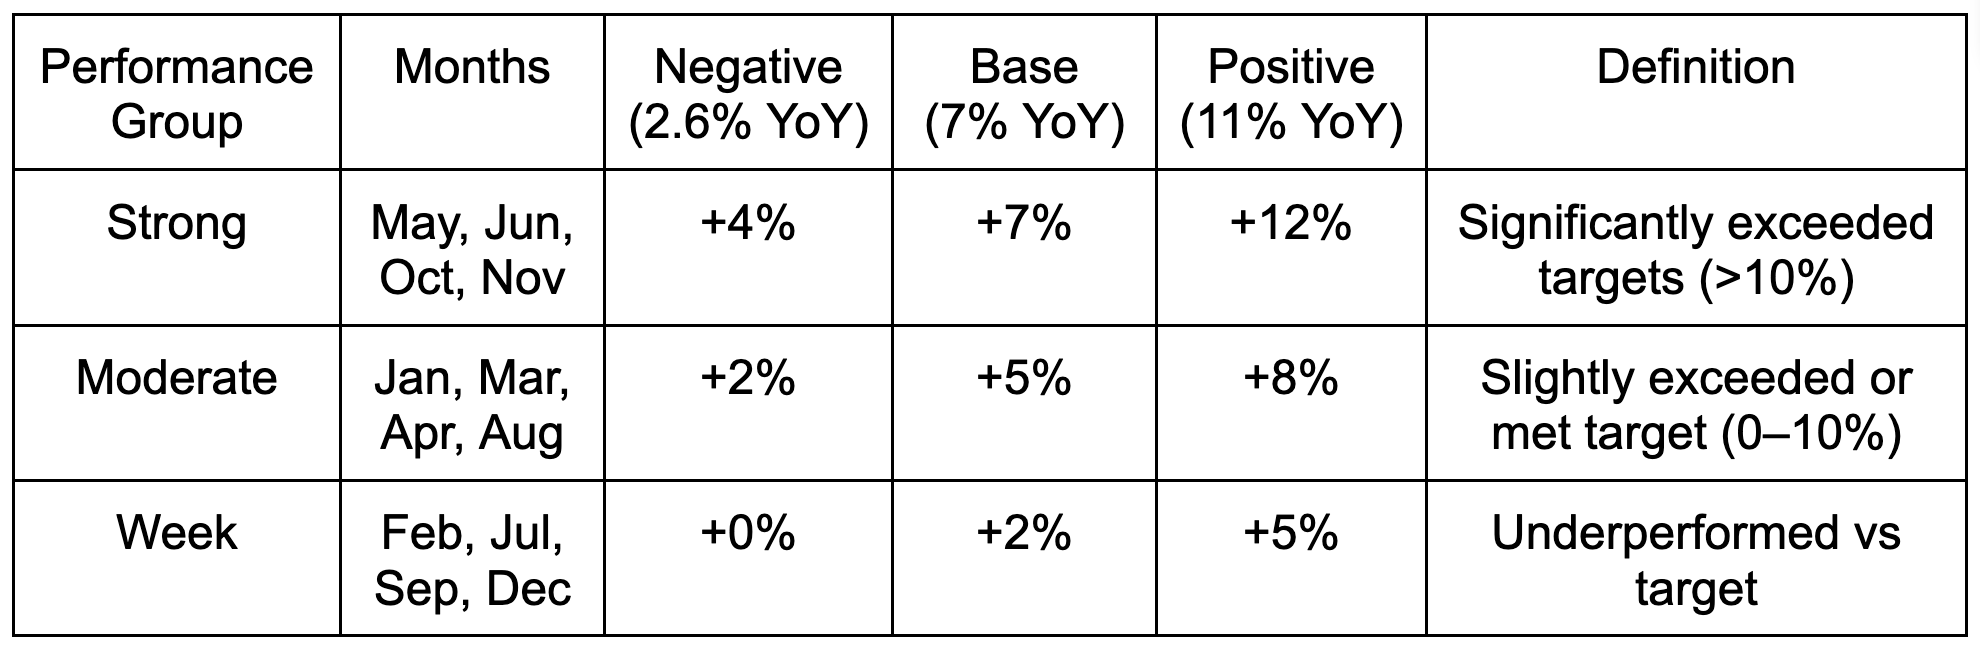 Performance
Group
Months
Negative
(2.6% YoY)
Base
(7% YoY)
Positive
(11% YoY)
Definition
Strong
May, Jun,
Oct, Nov
+4%
+7%
+12%
Significantly exceeded
targets (>10%)
Moderate
Jan, Mar,
Apr, Aug
+2%
+5%
+8%
Slightly exceeded or
met target (0–10%)
Week
Feb, Jul,
Sep, Dec
+0%
+2%
+5%
Underperformed vs
target